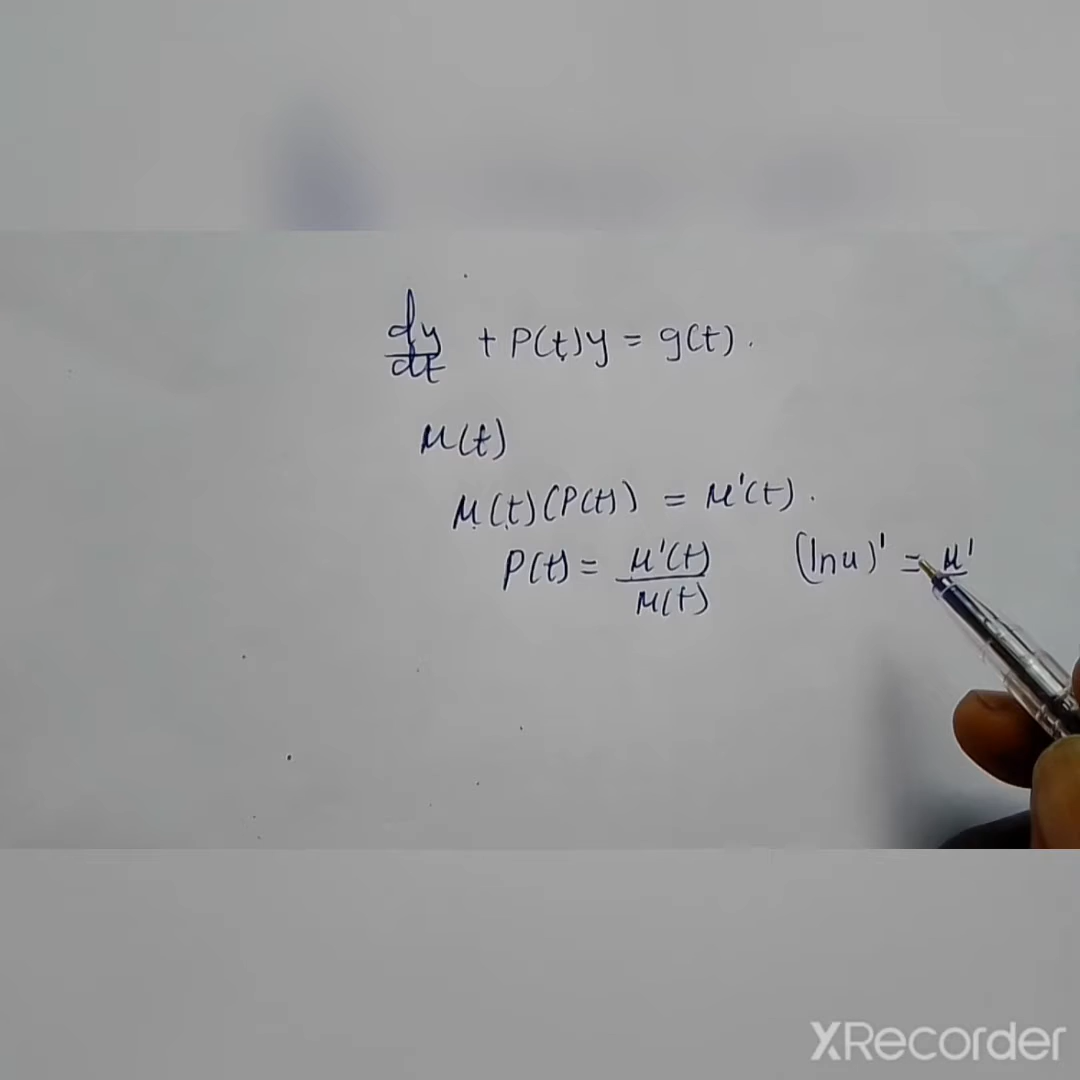 dy/dt + P(t)y = g(t).
μ(t)
μ(t)(P(t)) = μ'(t).
P(t) = μ'(t)/μ(t) (ln u)' = μ'
XRecorder